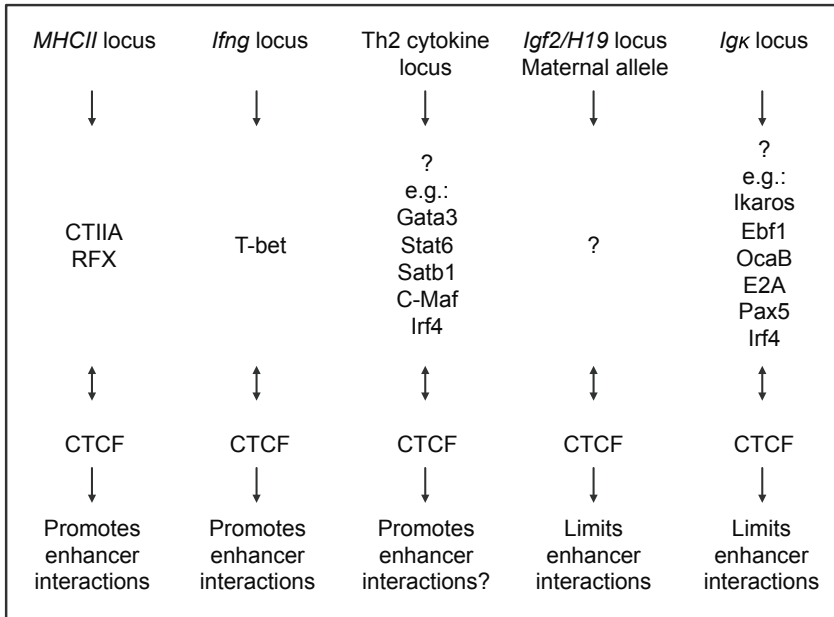 MHCII locus
Ifng locus
Th2 cytokine
locus
Igf2/H19 locus
Maternal allele
Igκ locus
CTIIA
RFX
T-bet
?
e.g.:
Gata3
Stat6
Satb1
C-Maf
Irf4
?
?
e.g.:
Ikaros
Ebf1
OcaB
E2A
Pax5
Irf4
CTCF
CTCF
CTCF
CTCF
CTCF
Promotes
enhancer
interactions
Promotes
enhancer
interactions
Promotes
enhancer
interactions?
Limits
enhancer
interactions
Limits
enhancer
interactions